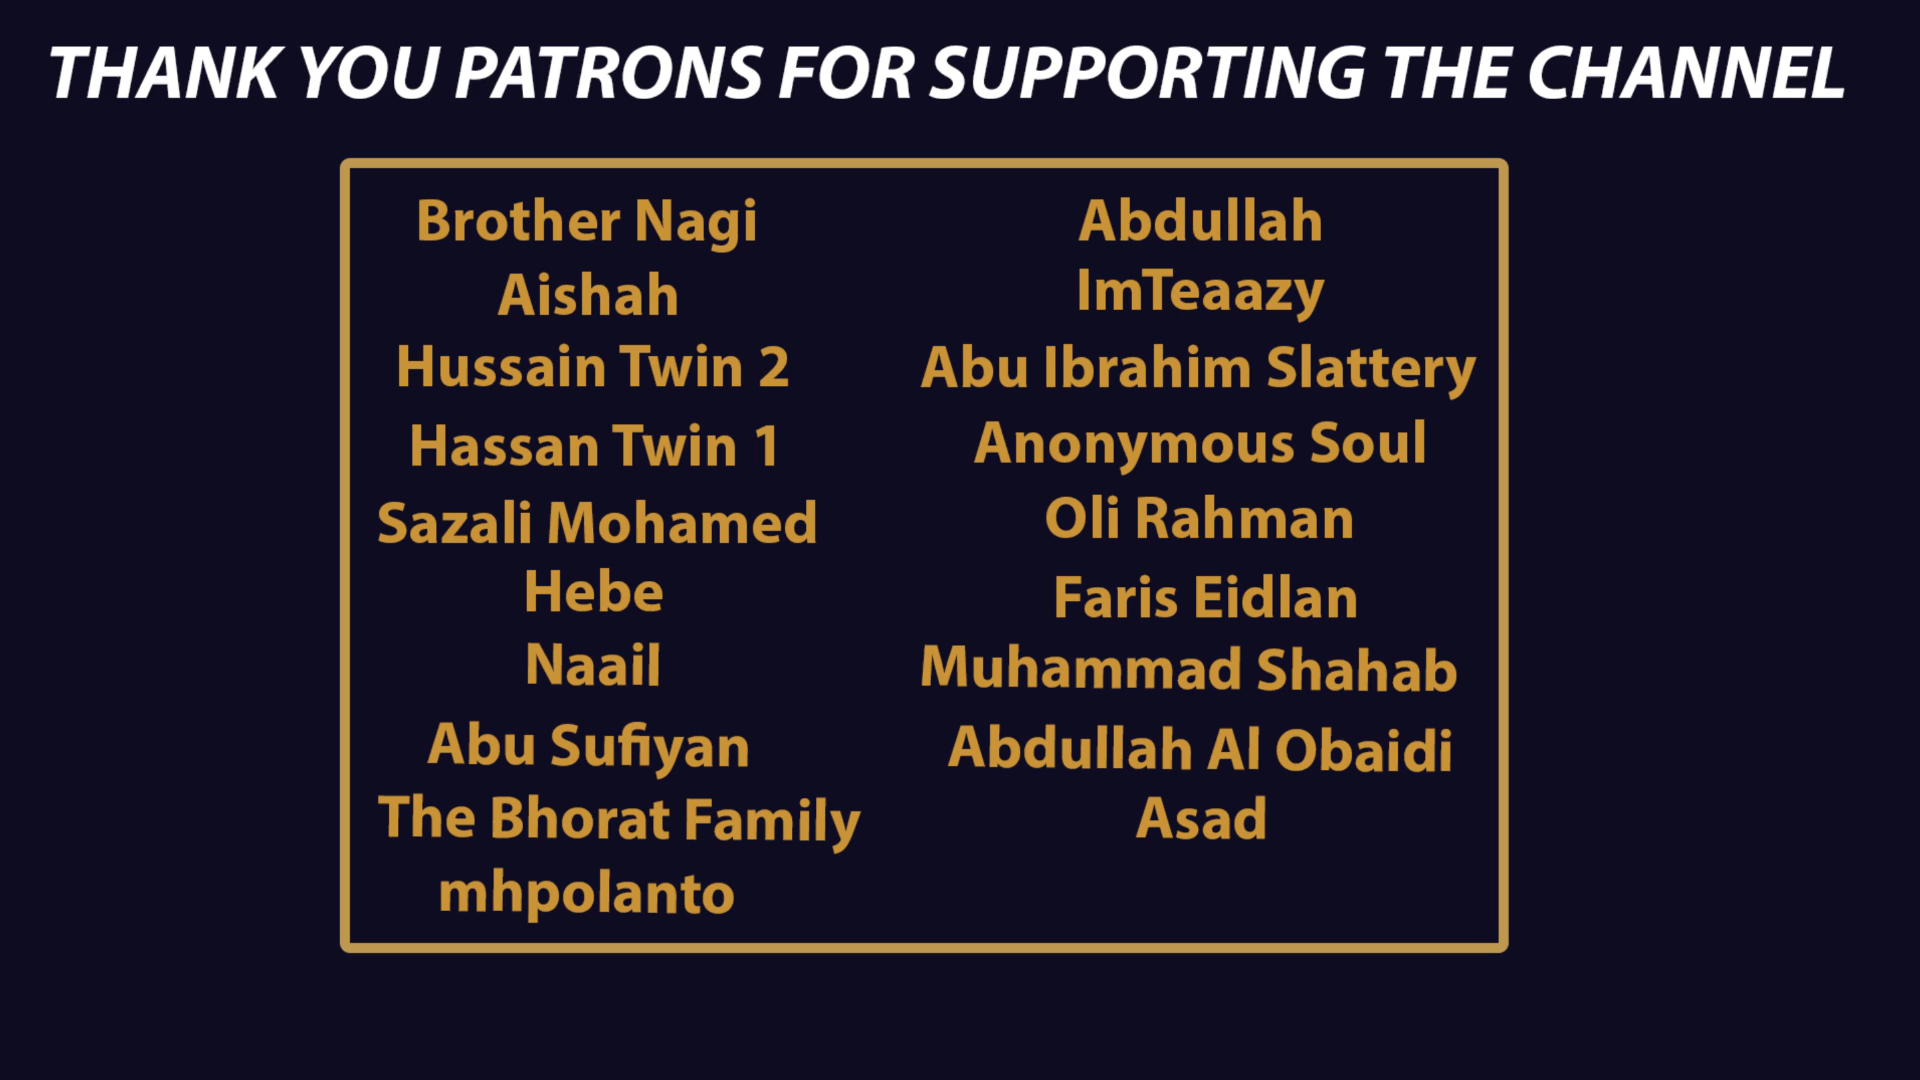 THANK YOU PATRONS FOR SUPPORTING THE CHANNEL
Brother Nagi
Aishah
Hussain Twin 2
Hassan Twin 1
Sazali Mohamed
Hebe
Naail
Abu Sufiyan
The Bhorat Family
mhpolanto
Abdullah
ImTeaazy
Abu Ibrahim Slattery
Anonymous Soul
Oli Rahman
Faris Eidlan
Muhammad Shahab
Abdullah Al Obaidi
Asad